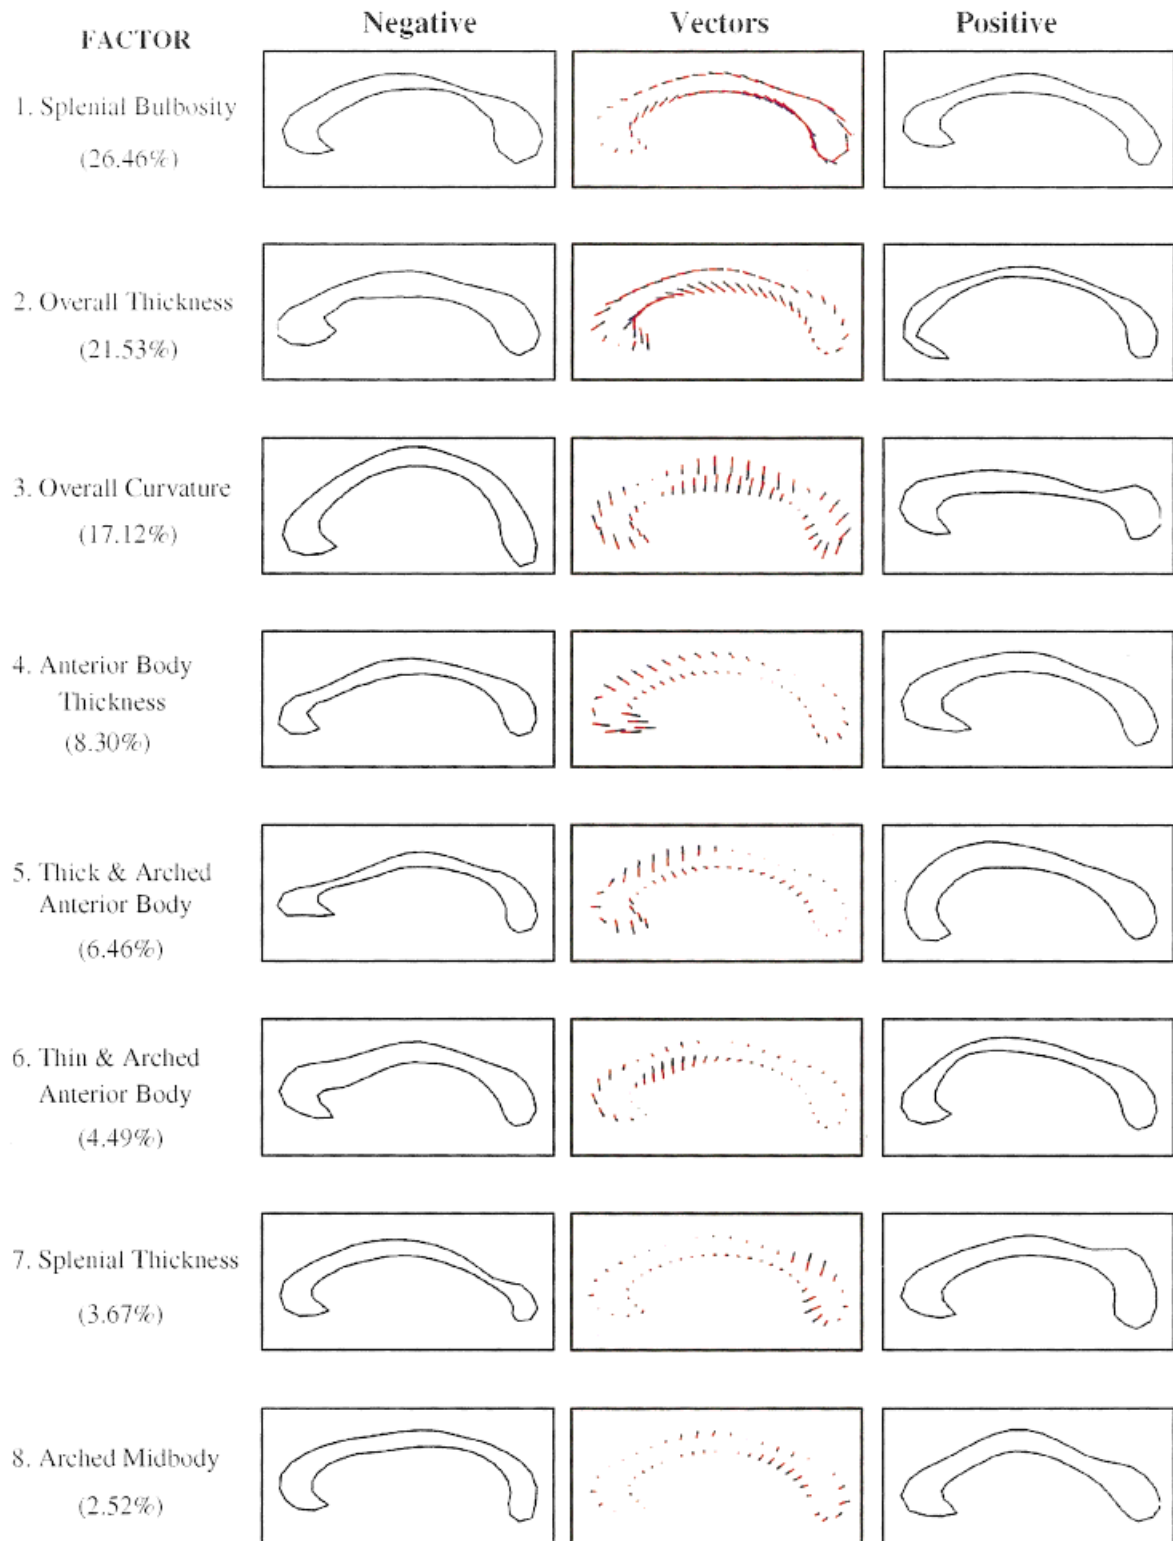 FACTOR Negative Vectors Positive
1. Splenial Bulbosity
(26.46%)
2. Overall Thickness
(21.53%)
3. Overall Curvature
(17.12%)
4. Anterior Body
Thickness
(8.30%)
5. Thick & Arched
Anterior Body
(6.46%)
6. Thin & Arched
Anterior Body
(4.49%)
7. Splenial Thickness
(3.67%)
8. Arched Midbody
(2.52%)